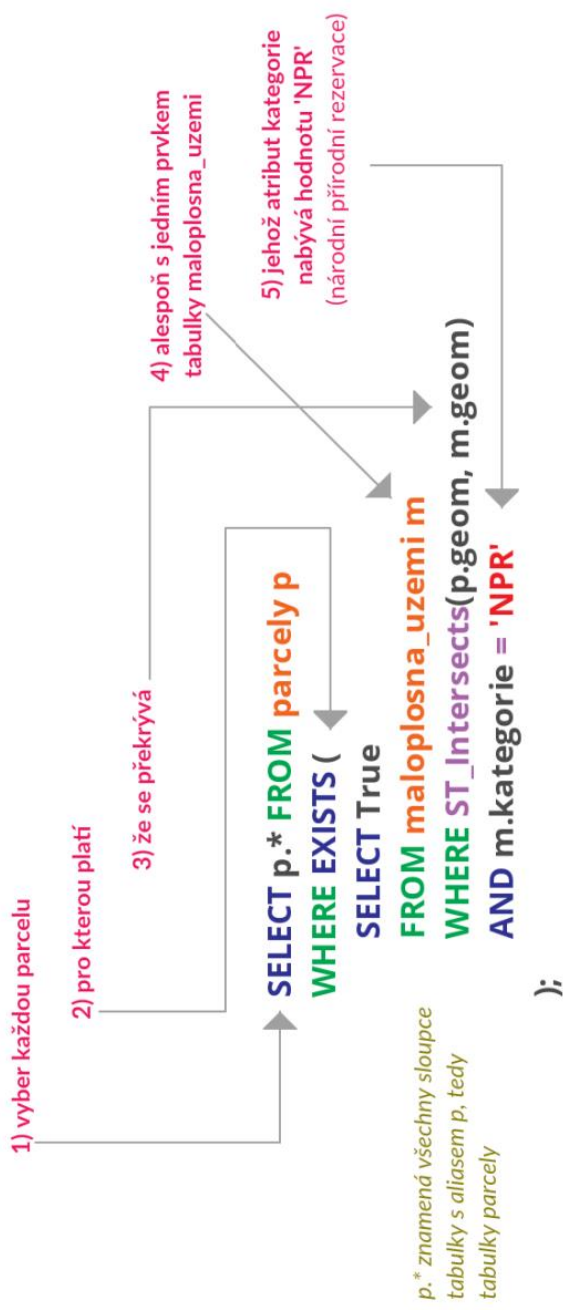 1) vyber každou parcelu
2) pro kterou platí
3) že se překrývá
4) alespoň s jedním prvkem
tabulky maloplosna_uzemi
5) jehož atribut kategorie
nabývá hodnotu 'NPR'
(národní přírodní rezervace)
SELECT p.* FROM parcely p
WHERE EXISTS (
SELECT True
FROM maloplosna_uzemi m
WHERE ST_Intersects(p.geom, m.geom)
AND m.kategorie = 'NPR'
);
p.* znamená všechny sloupce
tabulky s aliasem p, tedy
tabulky parcely